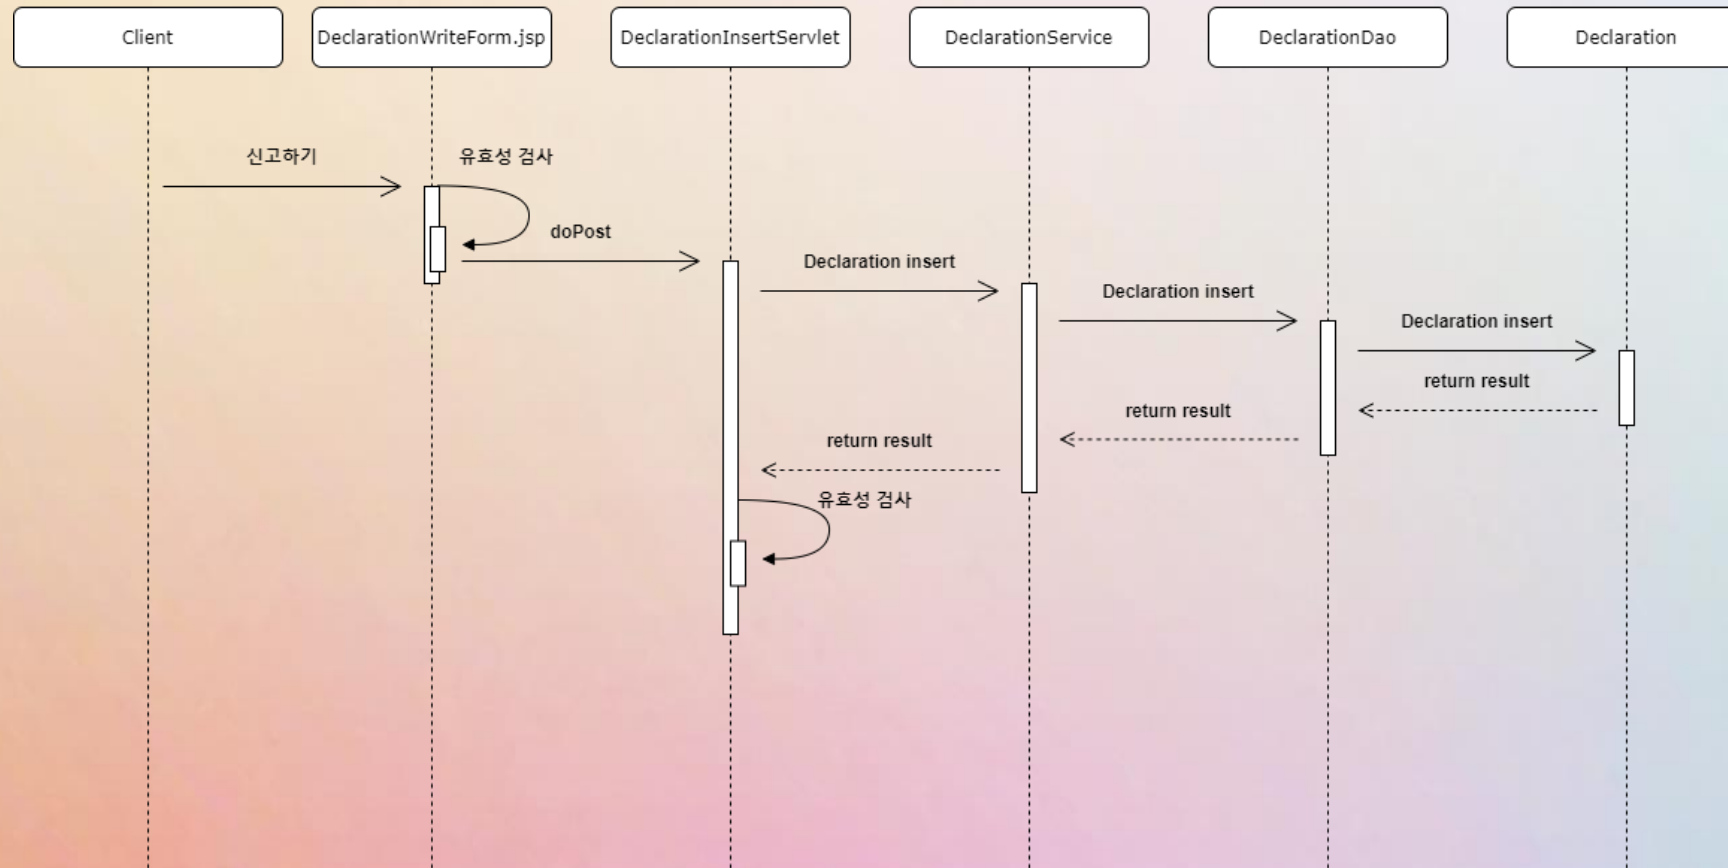 Client
DeclarationWriteForm.jsp
DeclarationInsertServlet
DeclarationService
DeclarationDao
Declaration
신고하기
유효성 검사
doPost
Declaration insert
Declaration insert
Declaration insert
return result
return result
return result
유효성 검사